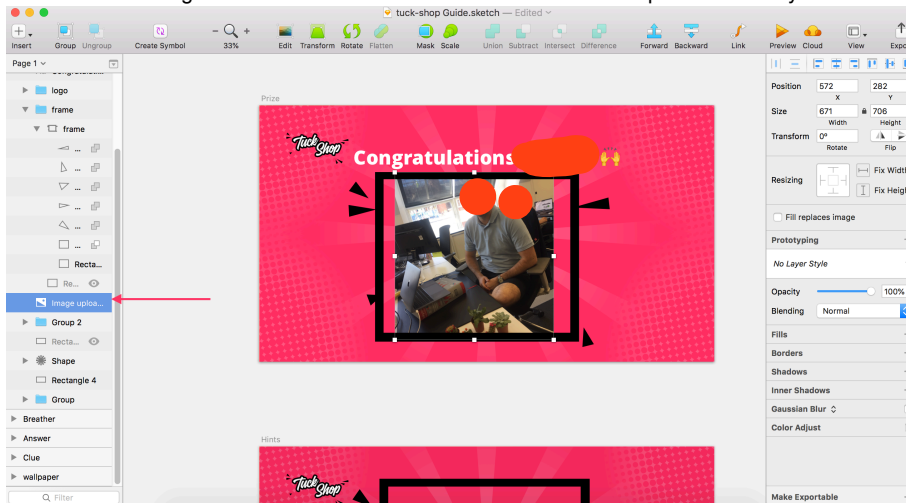 tuck-shop Guide.sketch — Edited
Insert Group Ungroup Create Symbol 33% Edit Transform Rotate Flatten Mask Scale Union Subtract Intersect Difference Forward Backward Link Preview Cloud View
Page 1
logo
frame
frame
...
...
...
...
...
...
Recta...
Re...
Image uploa...
Group 2
Recta...
Shape
Rectangle 4
Group
Breather
Answer
Clue
wallpaper
Filter
Prize
Tuck
Shop
Congratulations
Hints
Tuck
Shop
Position 572 282
X Y
Size 671 706
Width Height
Transform 0°
Rotate Flip
Resizing Fix Width
Fix Heigh
Fill replaces image
Prototyping
No Layer Style
Opacity 100%
Blending Normal
Fills
Borders
Shadows
Inner Shadows
Gaussian Blur
Color Adjust
Make Exportable